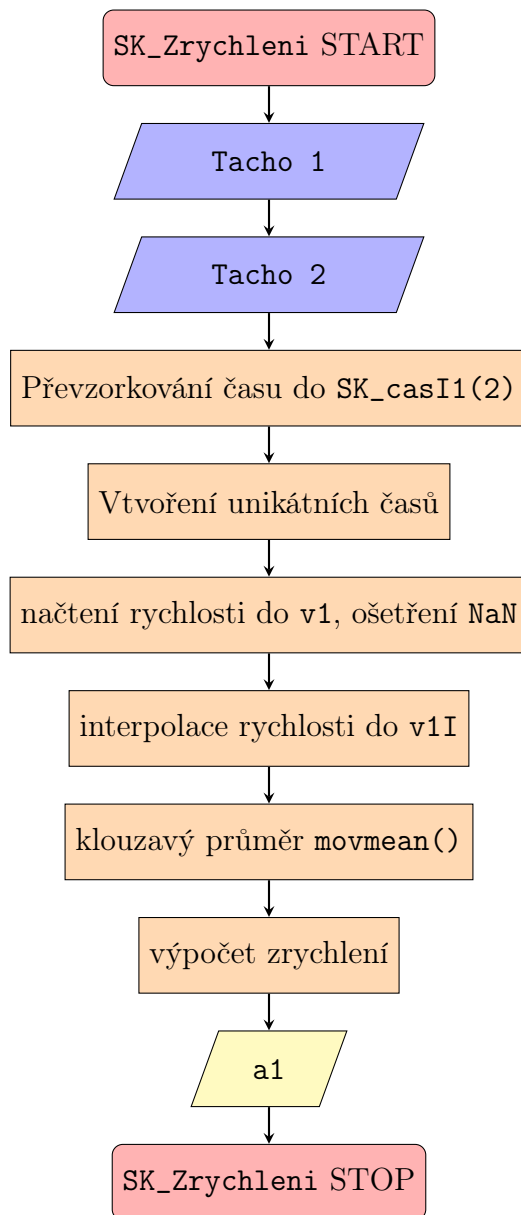 SK_Zrychleni START
Tacho 1
Tacho 2
Převzorkování času do SK_casI1(2)
Vtvoření unikátních časů
načtení rychlosti do v1, ošetření NaN
interpolace rychlosti do v1I
klouzavý průměr movmean()
výpočet zrychlení
a1
SK_Zrychleni STOP